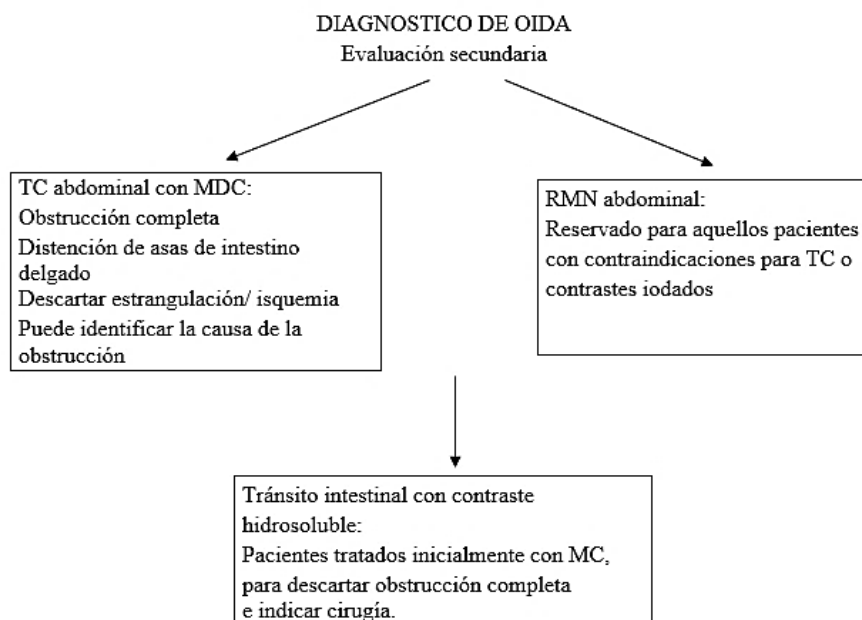 DIAGNOSTICO DE OIDA
Evaluación secundaria
TC abdominal con MDC:
Obstrucción completa
Distención de asas de intestino
delgado
Descartar estrangulación/ isquemia
Puede identificar la causa de la
obstrucción
RMN abdominal:
Reservado para aquellos pacientes
con contraindicaciones para TC o
contrastes iodados
Tránsito intestinal con contraste
hidrosoluble:
Pacientes tratados inicialmente con MC,
para descartar obstrucción completa
e indicar cirugía.